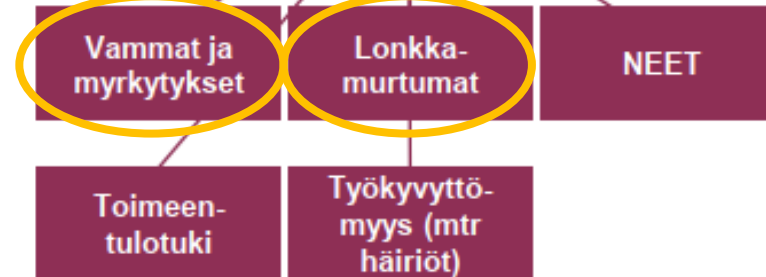 Vammat ja
myrkytykset
Lonkka-
murtumat
NEET
Toimeen-
tulotuki
Työkyvyttö-
myys (mtr
häiriöt)